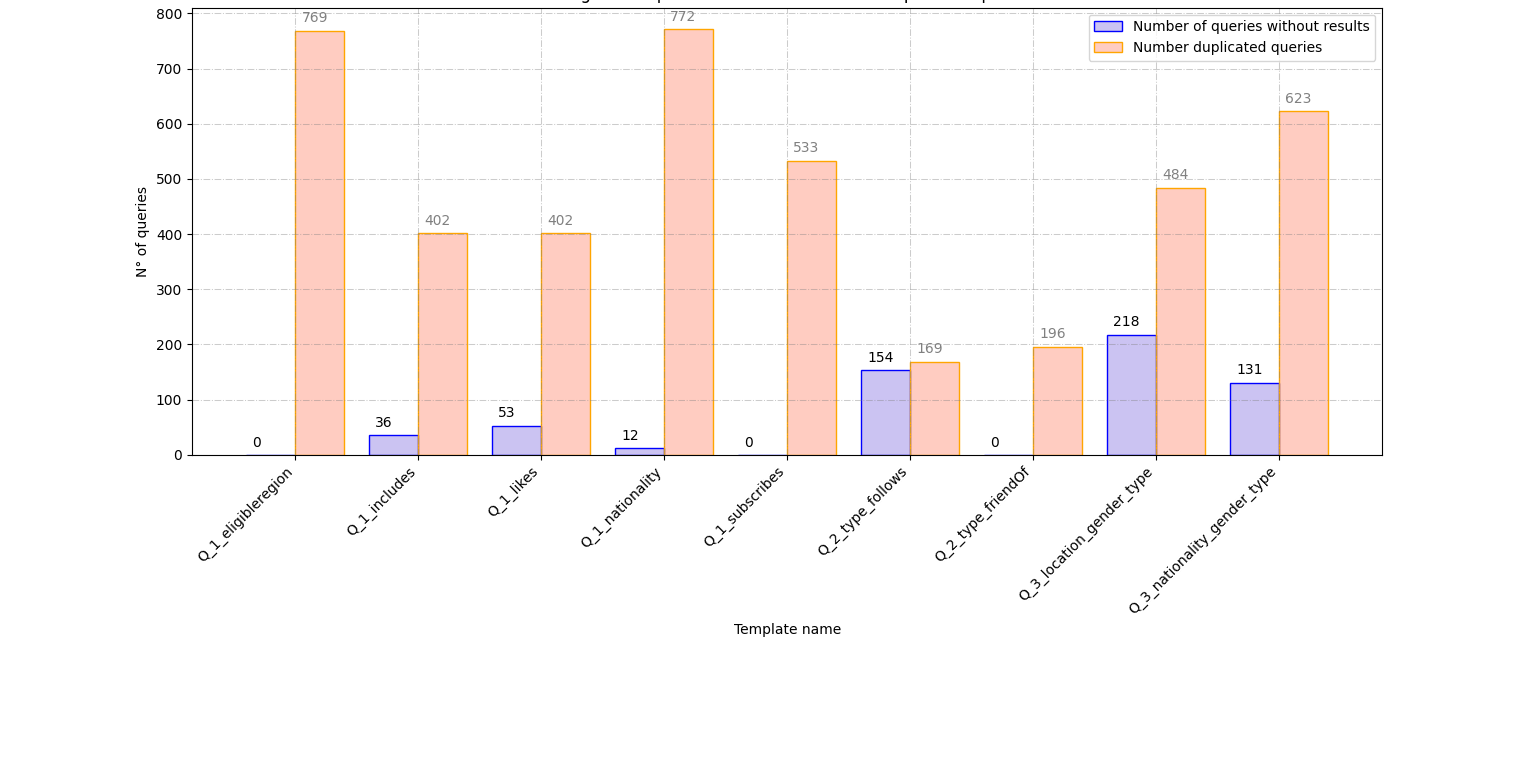 800
700
600
500
400
300
200
100
0
N° of queries
Number of queries without results
Number duplicated queries
0
769
36
402
53
402
12
772
0
533
154
169
0
196
218
484
131
623
Q_1_eligibleregion
Q_1_includes
Q_1_likes
Q_1_nationality
Q_1_subscribes
Q_2_type_follows
Q_2_type_friendOf
Q_3_location_gender_type
Q_3_nationality_gender_type
Template name